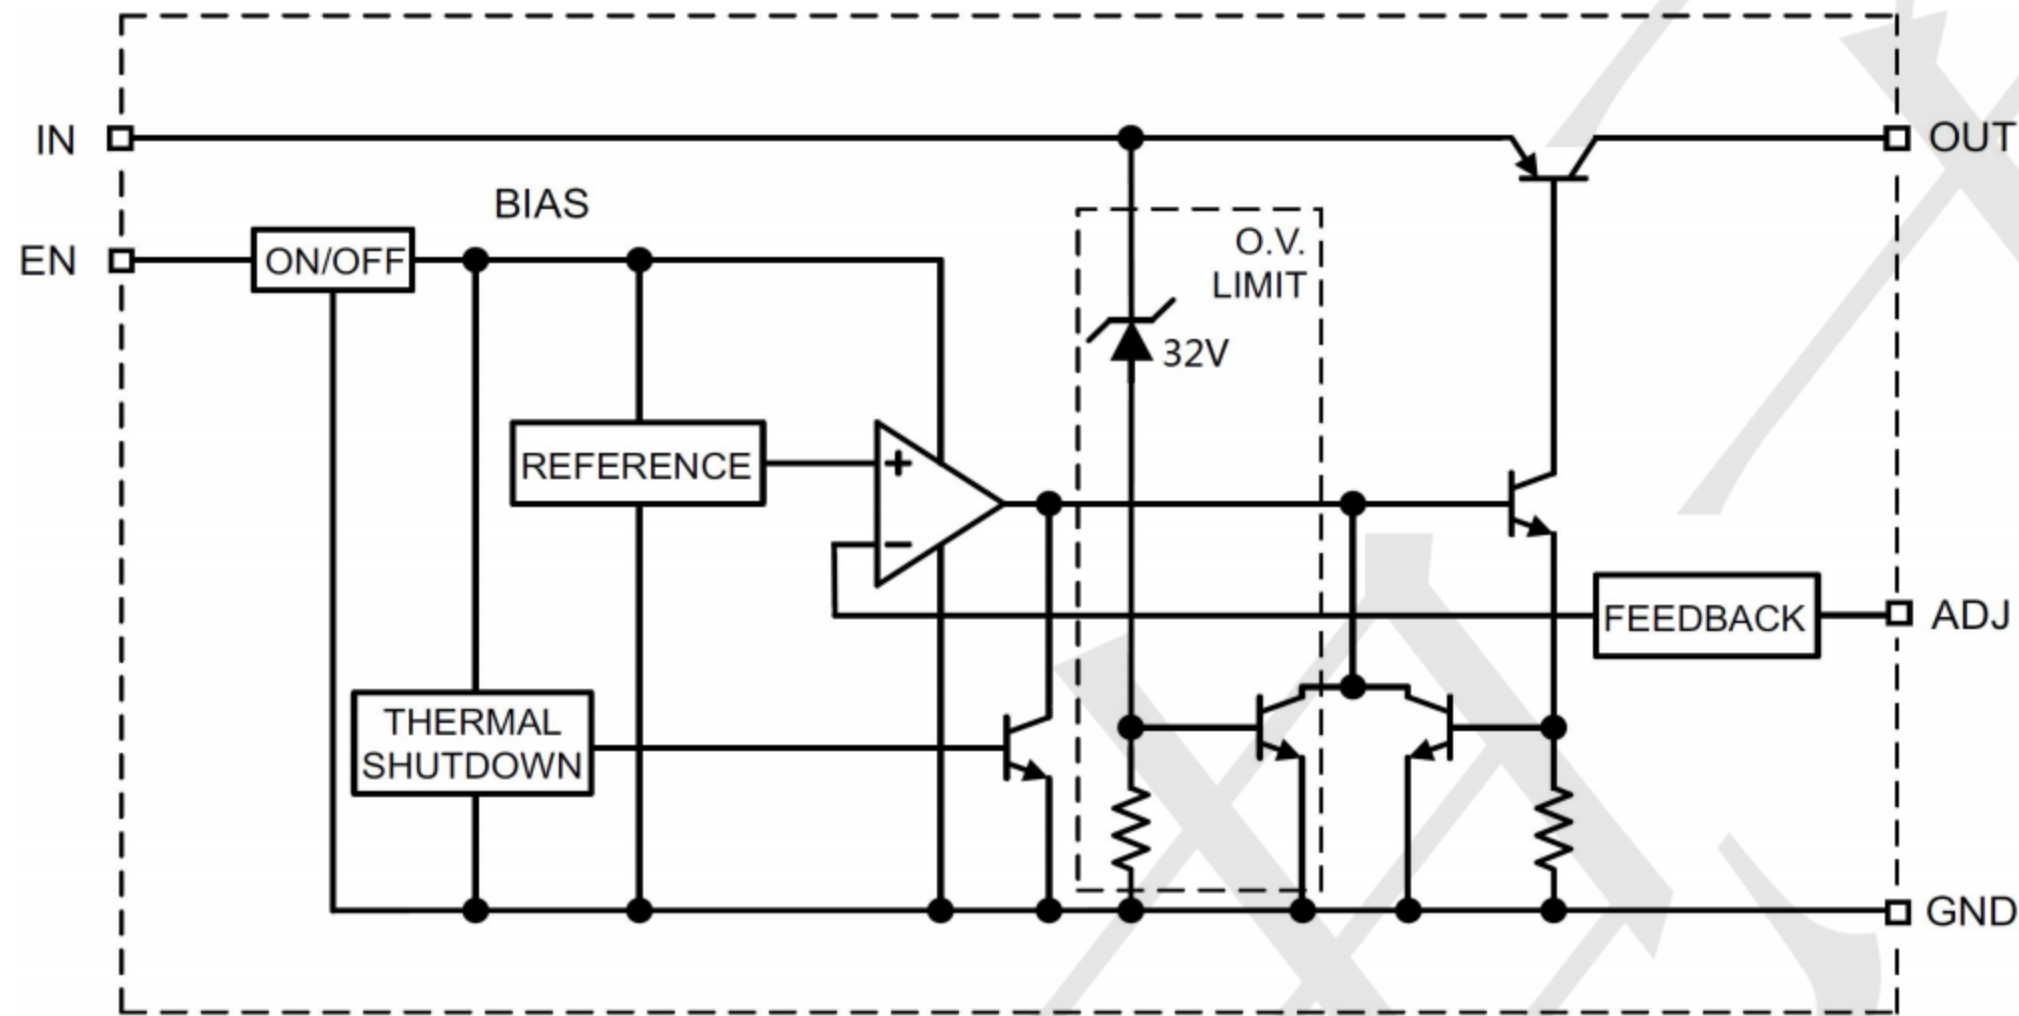 IN
OUT
BIAS
EN
ON/OFF
O.V.
LIMIT
32V
REFERENCE
+
−
FEEDBACK
ADJ
THERMAL
SHUTDOWN
GND